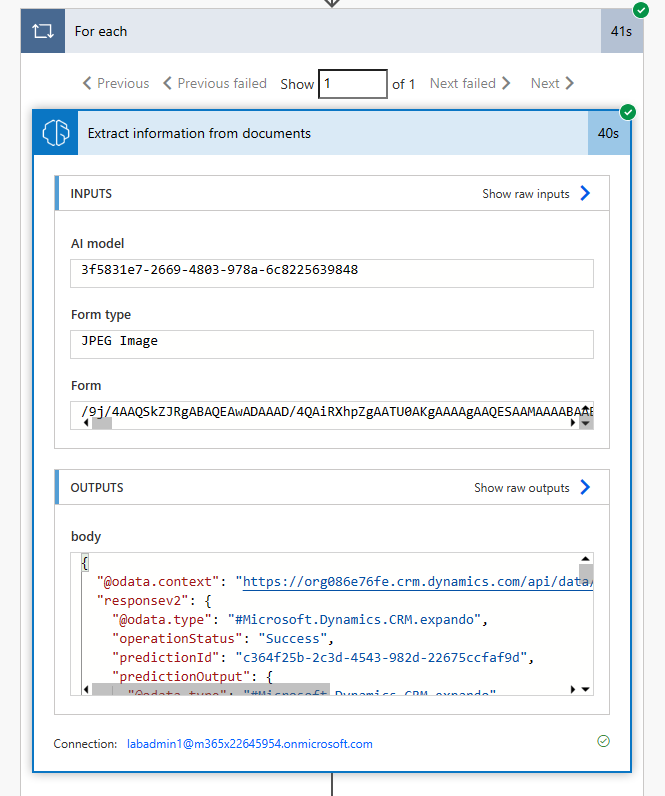 For each 41s
Previous Previous failed Show 1 of 1 Next failed Next
Extract information from documents 40s
INPUTS Show raw inputs
AI model
3f5831e7-2669-4803-978a-6c8225639848
Form type
JPEG Image
Form
/9j/4AAQSkZJRgABAQEAwADAAAD/4QAiRXhpZgAATU0AKgAAAAgAAQESAAMAAAABAAE
OUTPUTS Show raw outputs
body
{
"@odata.context": "https://org086e76fe.crm.dynamics.com/api/data/
"responsev2": {
"@odata.type": "#Microsoft.Dynamics.CRM.expando",
"operationStatus": "Success",
"predictionId": "c364f25b-2c3d-4543-982d-22675ccfaf9d",
"predictionOutput": {
"@odata.type": "#Microsoft.Dynamics.CRM.expando",
Connection: labadmin1@m365x22645954.onmicrosoft.com